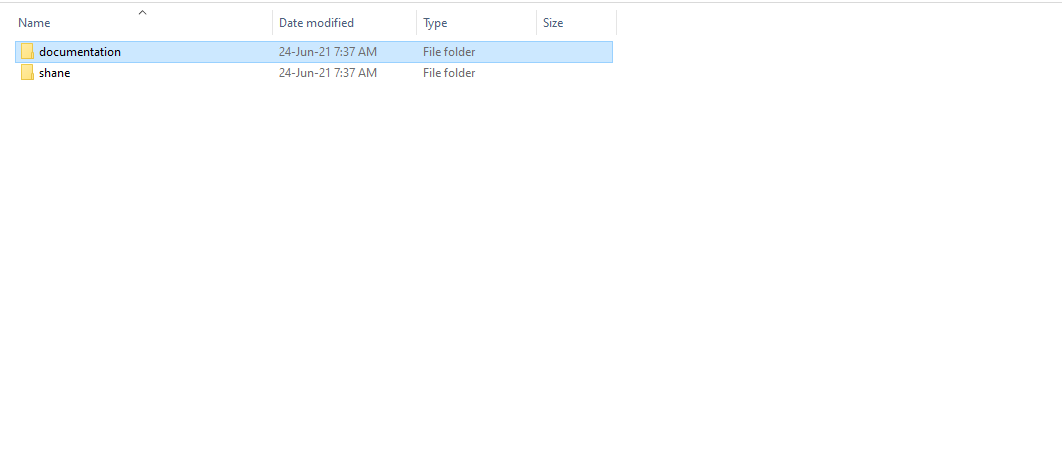 Name Date modified Type Size
documentation 24-Jun-21 7:37 AM File folder
shane 24-Jun-21 7:37 AM File folder